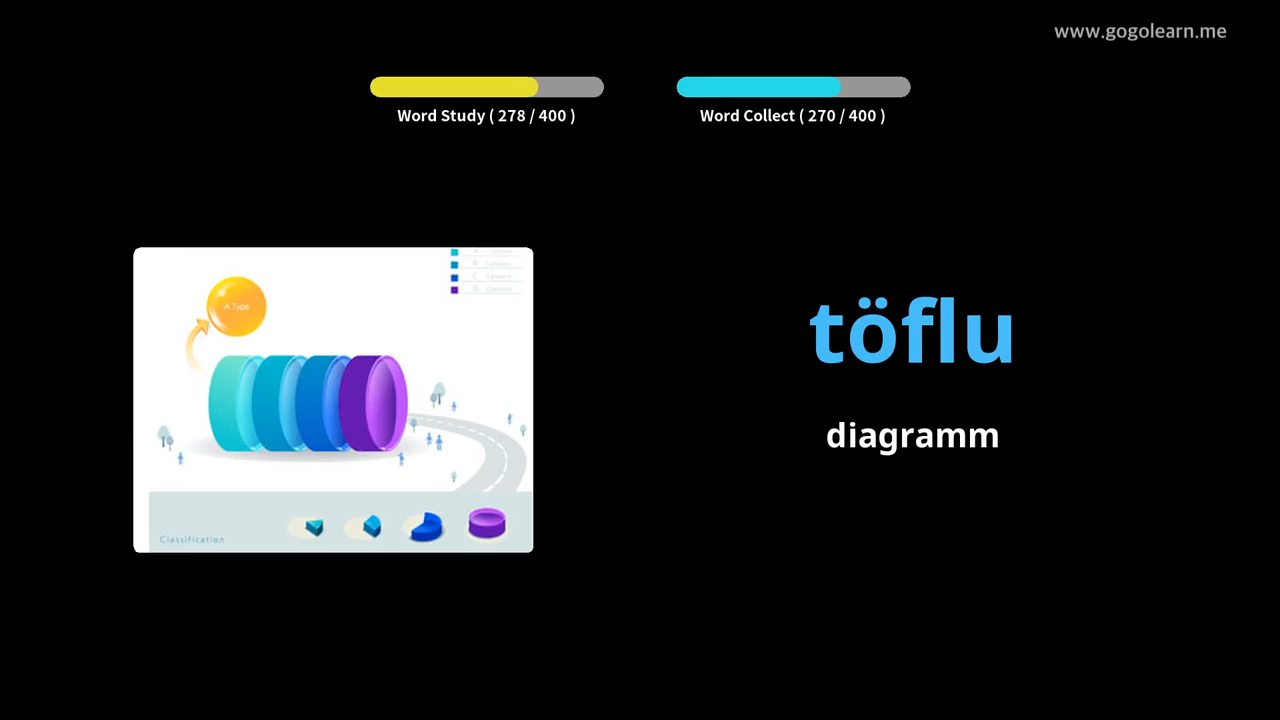 www.gogolearn.me
Word Study ( 278 / 400 )
Word Collect ( 270 / 400 )
A Type
B
C
Classification
töflu
diagramm